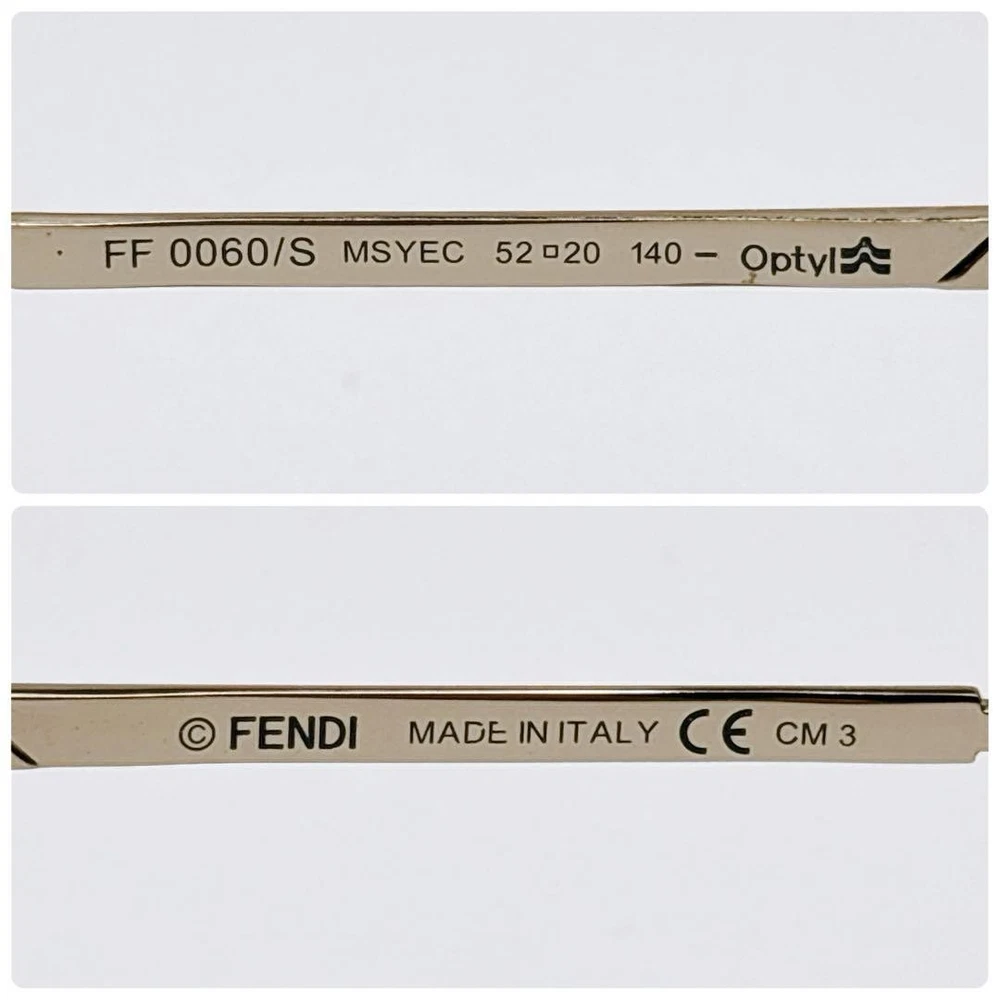 FF 0060/S MSYEC 52□20 140 – Optyl
© FENDI MADE IN ITALY CE CM 3